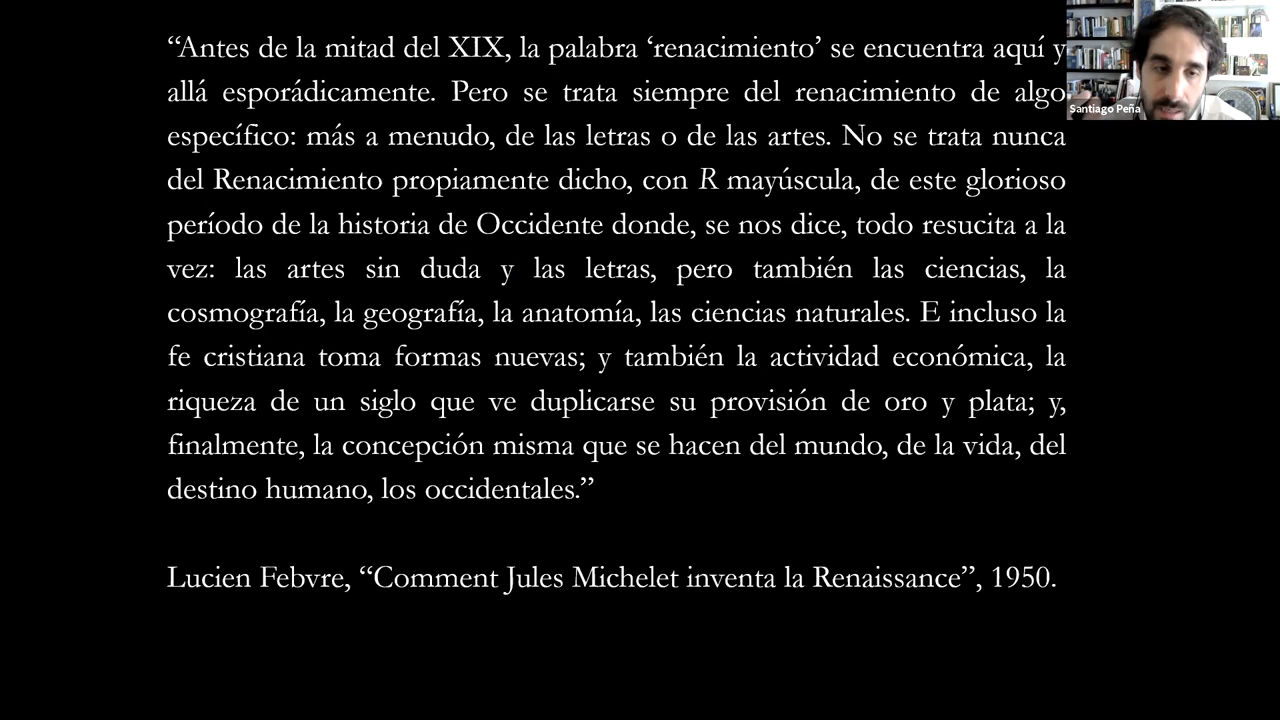 “Antes de la mitad del XIX, la palabra ‘renacimiento’ se encuentra aquí y
allá esporádicamente. Pero se trata siempre del renacimiento de algo
específico: más a menudo, de las letras o de las artes. No se trata nunca
del Renacimiento propiamente dicho, con R mayúscula, de este glorioso
período de la historia de Occidente donde, se nos dice, todo resucita a la
vez: las artes sin duda y las letras, pero también las ciencias, la
cosmografía, la geografía, la anatomía, las ciencias naturales. E incluso la
fe cristiana toma formas nuevas; y también la actividad económica, la
riqueza de un siglo que ve duplicarse su provisión de oro y plata; y,
finalmente, la concepción misma que se hacen del mundo, de la vida, del
destino humano, los occidentales.”
Lucien Febvre, “Comment Jules Michelet inventa la Renaissance”, 1950.
Santiago Peña